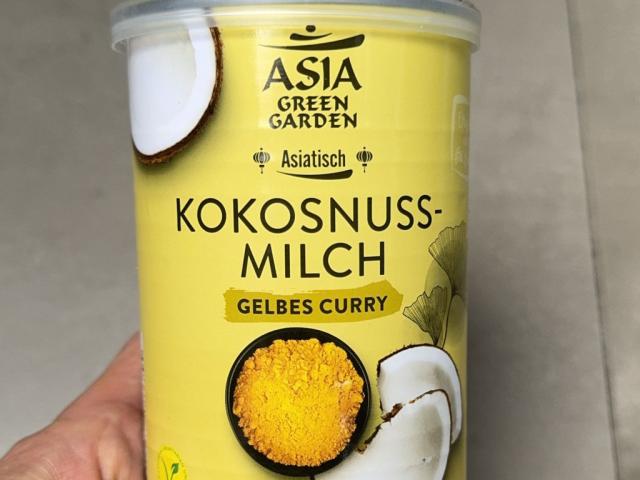 ASIA
GREEN
GARDEN
Asiatisch
KOKOSNUSS-
MILCH
GELBES CURRY